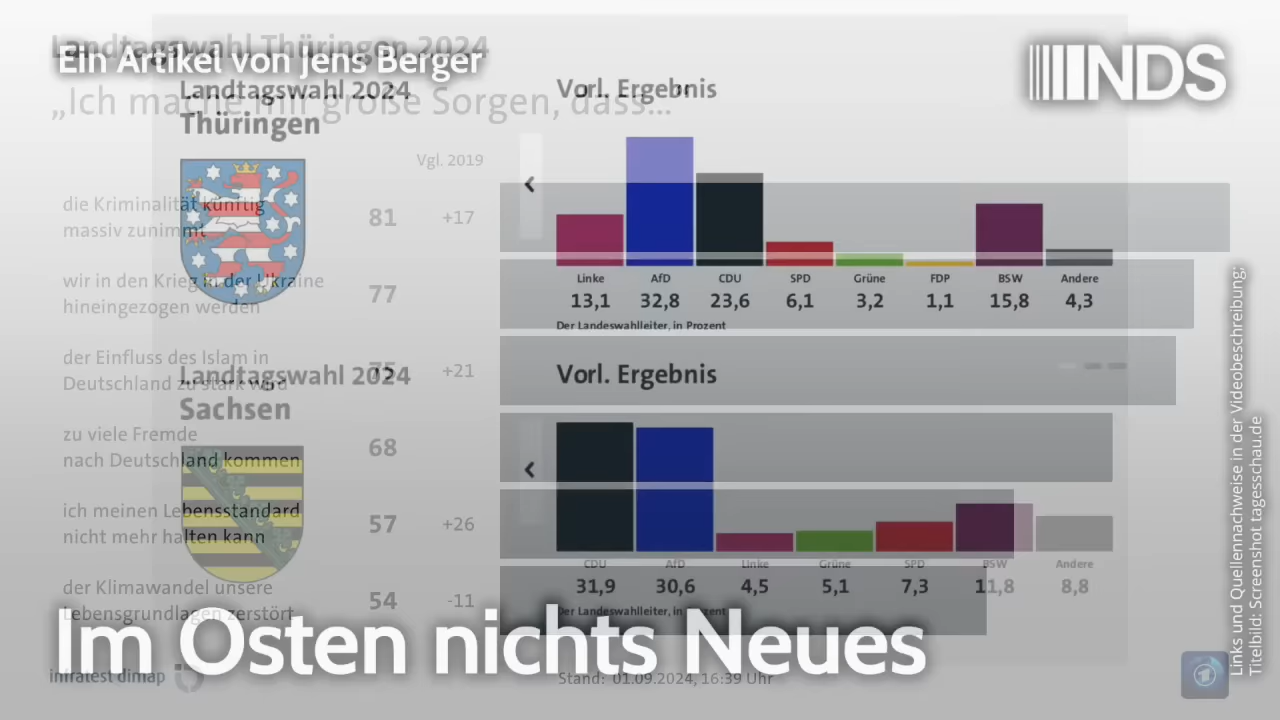 Landtagswahl Thüringen 2024
Ein Artikel von Jens Berger
„Ich mache mir große Sorgen, dass...
NDS
Landtagswahl 2024
Thüringen
Vorl. Ergebnis
Vgl. 2019
die Kriminalität künftig
massiv zunimmt
81 +17
wir in den Krieg in der Ukraine
hineingezogen werden
77
der Einfluss des Islam in
Deutschland zu stark wird
75 +21
zu viele Fremde
nach Deutschland kommen
68
ich meinen Lebensstandard
nicht mehr halten kann
57 +26
der Klimawandel unsere
Lebensgrundlagen zerstört
54 -11
Linke AfD CDU SPD Grüne FDP BSW Andere
13,1 32,8 23,6 6,1 3,2 1,1 15,8 4,3
Der Landeswahlleiter, in Prozent
Landtagswahl 2024
Sachsen
Vorl. Ergebnis
CDU AfD Linke Grüne SPD BSW Andere
31,9 30,6 4,5 5,1 7,3 11,8 8,8
Der Landeswahlleiter, in Prozent
Im Osten nichts Neues
infratest dimap
Stand: 01.09.2024, 16:39 Uhr
Links und Quellennachweise in der Videobeschreibung;
Titelbild: Screenshot tagesschau.de